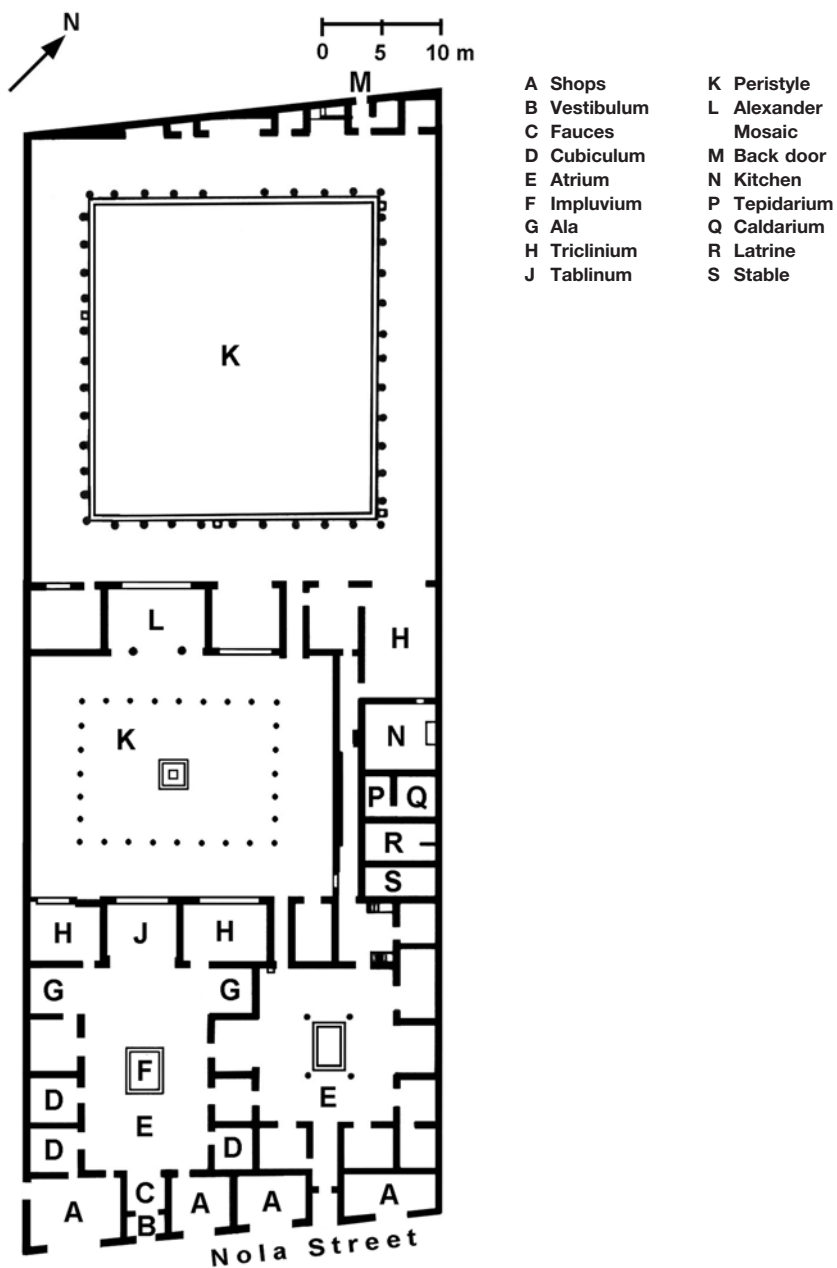 N
0 5 10 m
M
A Shops
B Vestibulum
C Fauces
D Cubiculum
E Atrium
F Impluvium
G Ala
H Triclinium
J Tablinum
K Peristyle
L Alexander
Mosaic
M Back door
N Kitchen
P Tepidarium
Q Caldarium
R Latrine
S Stable
K
L
H
K
N
P Q
R
S
H J H
G G
F
D
E E
D D
C
A A A A
B
Nola Street